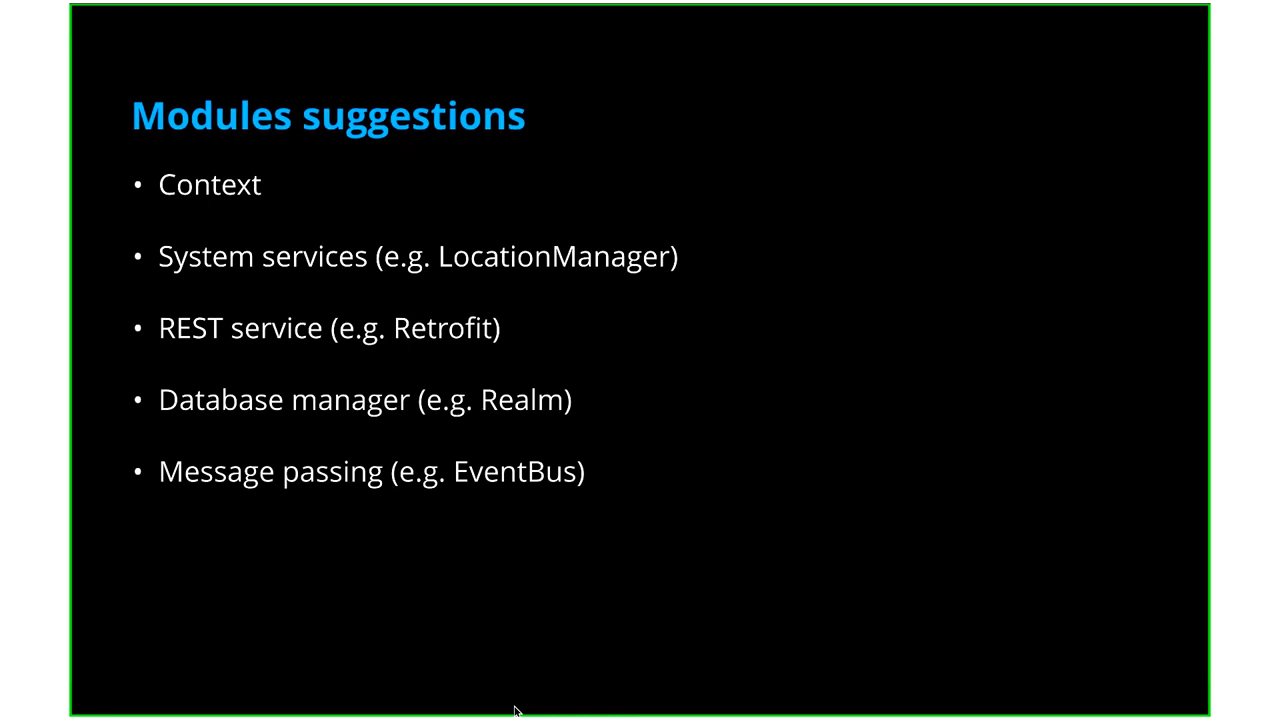 Modules suggestions
• Context
• System services (e.g. LocationManager)
• REST service (e.g. Retrofit)
• Database manager (e.g. Realm)
• Message passing (e.g. EventBus)